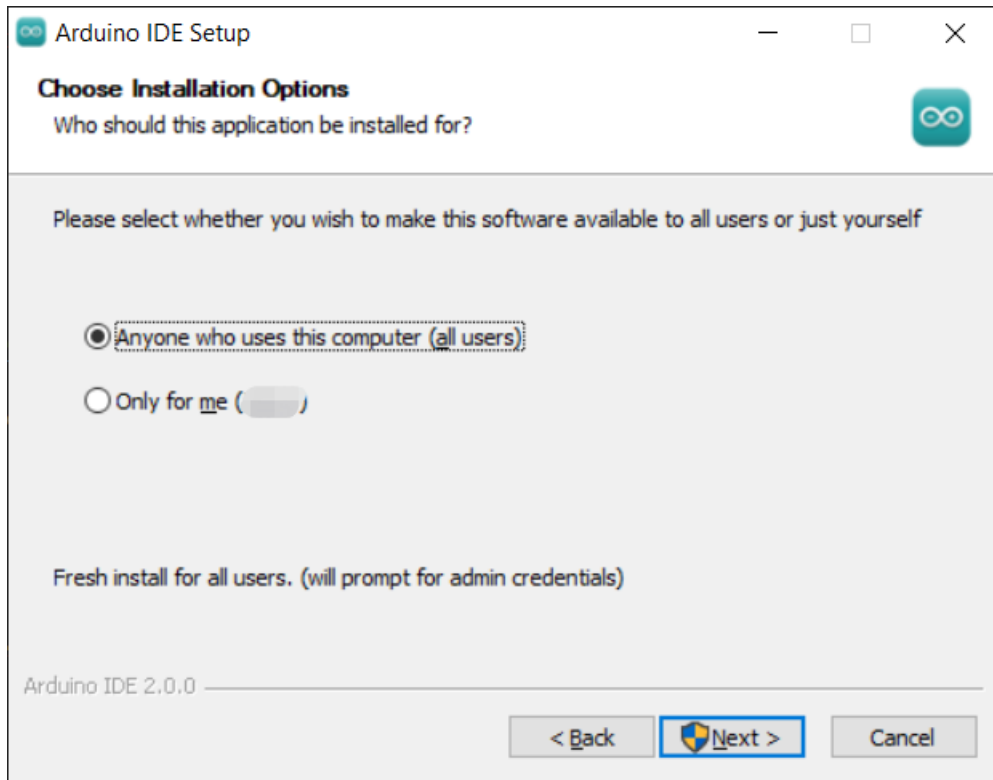 Arduino IDE Setup
Choose Installation Options
Who should this application be installed for?
Please select whether you wish to make this software available to all users or just yourself
Anyone who uses this computer (all users)
Only for me ( )
Fresh install for all users. (will prompt for admin credentials)
Arduino IDE 2.0.0
< Back
Next >
Cancel